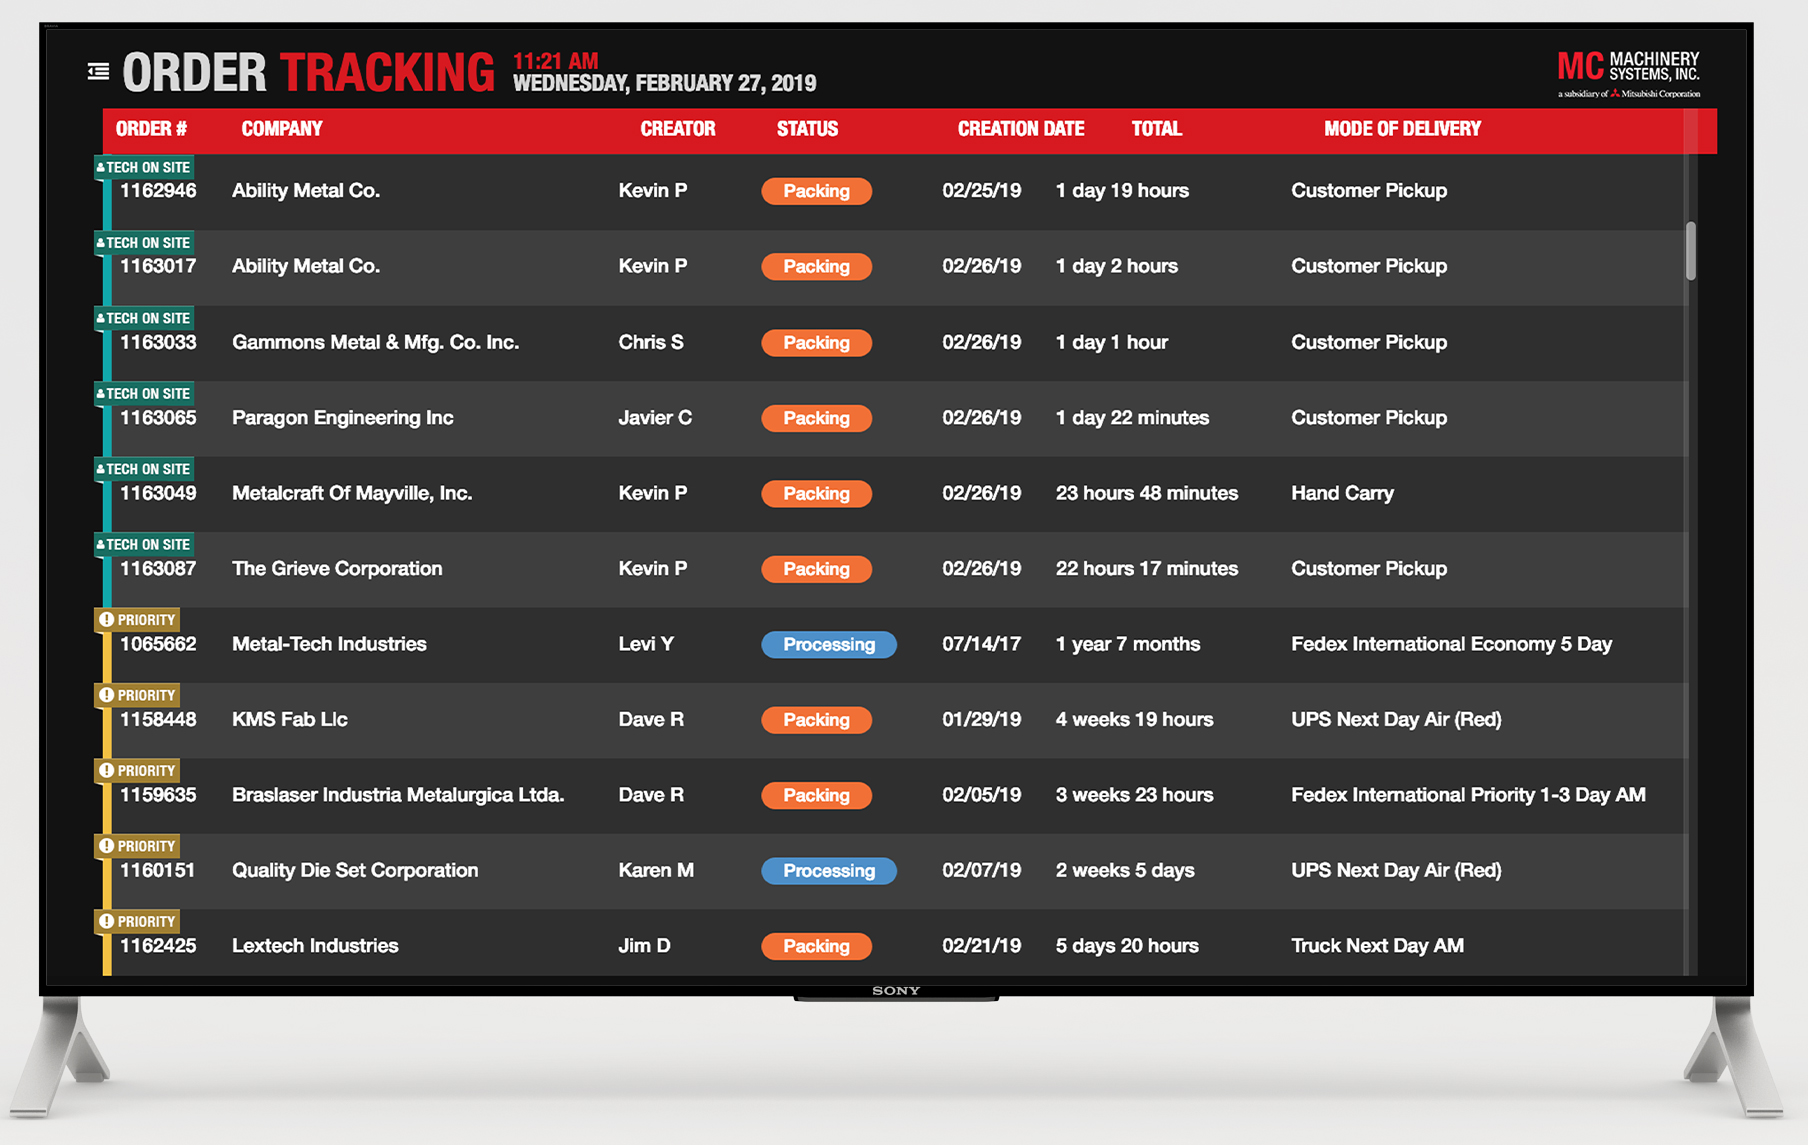 ORDER TRACKING 11:21 AM
WEDNESDAY, FEBRUARY 27, 2019
MC MACHINERY
SYSTEMS, INC.
a subsidiary of Mitsubishi Corporation
ORDER # COMPANY CREATOR STATUS CREATION DATE TOTAL MODE OF DELIVERY
TECH ON SITE
1162946 Ability Metal Co. Kevin P Packing 02/25/19 1 day 19 hours Customer Pickup
TECH ON SITE
1163017 Ability Metal Co. Kevin P Packing 02/26/19 1 day 2 hours Customer Pickup
TECH ON SITE
1163033 Gammons Metal & Mfg. Co. Inc. Chris S Packing 02/26/19 1 day 1 hour Customer Pickup
TECH ON SITE
1163065 Paragon Engineering Inc Javier C Packing 02/26/19 1 day 22 minutes Customer Pickup
TECH ON SITE
1163049 Metalcraft Of Mayville, Inc. Kevin P Packing 02/26/19 23 hours 48 minutes Hand Carry
TECH ON SITE
1163087 The Grieve Corporation Kevin P Packing 02/26/19 22 hours 17 minutes Customer Pickup
PRIORITY
1065662 Metal-Tech Industries Levi Y Processing 07/14/17 1 year 7 months Fedex International Economy 5 Day
PRIORITY
1158448 KMS Fab Llc Dave R Packing 01/29/19 4 weeks 19 hours UPS Next Day Air (Red)
PRIORITY
1159635 Braslaser Industria Metalurgica Ltda. Dave R Packing 02/05/19 3 weeks 23 hours Fedex International Priority 1-3 Day AM
PRIORITY
1160151 Quality Die Set Corporation Karen M Processing 02/07/19 2 weeks 5 days UPS Next Day Air (Red)
PRIORITY
1162425 Lextech Industries Jim D Packing 02/21/19 5 days 20 hours Truck Next Day AM
SONY